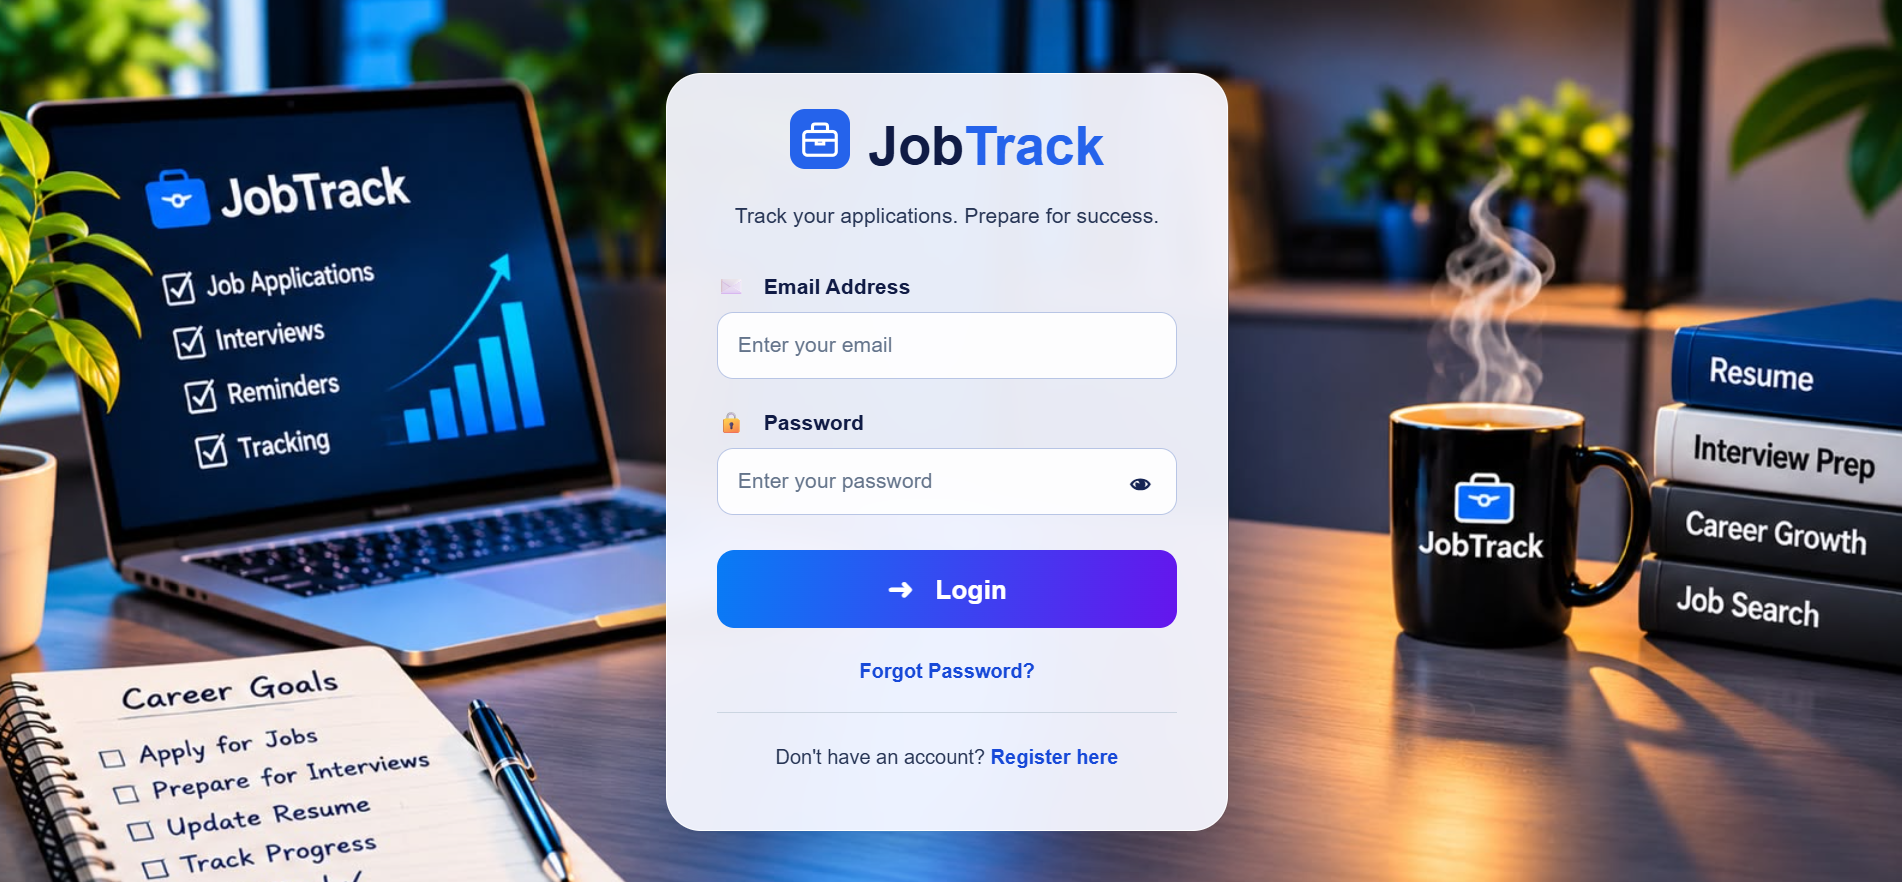 JobTrack
Job Applications
Interviews
Reminders
Tracking
Career Goals
Apply for Jobs
Prepare for Interviews
Update Resume
Track Progress
JobTrack
Track your applications. Prepare for success.
Email Address
Enter your email
Password
Enter your password
Login
Forgot Password?
Don't have an account? Register here
JobTrack
Resume
Interview Prep
Career Growth
Job Search